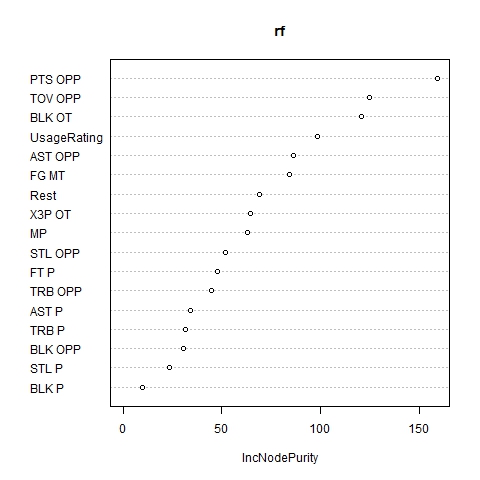 rf
PTS OPP
TOV OPP
BLK OT
UsageRating
AST OPP
FG MT
Rest
X3P OT
MP
STL OPP
FT P
TRB OPP
AST P
TRB P
BLK OPP
STL P
BLK P
0 50 100 150
IncNodePurity